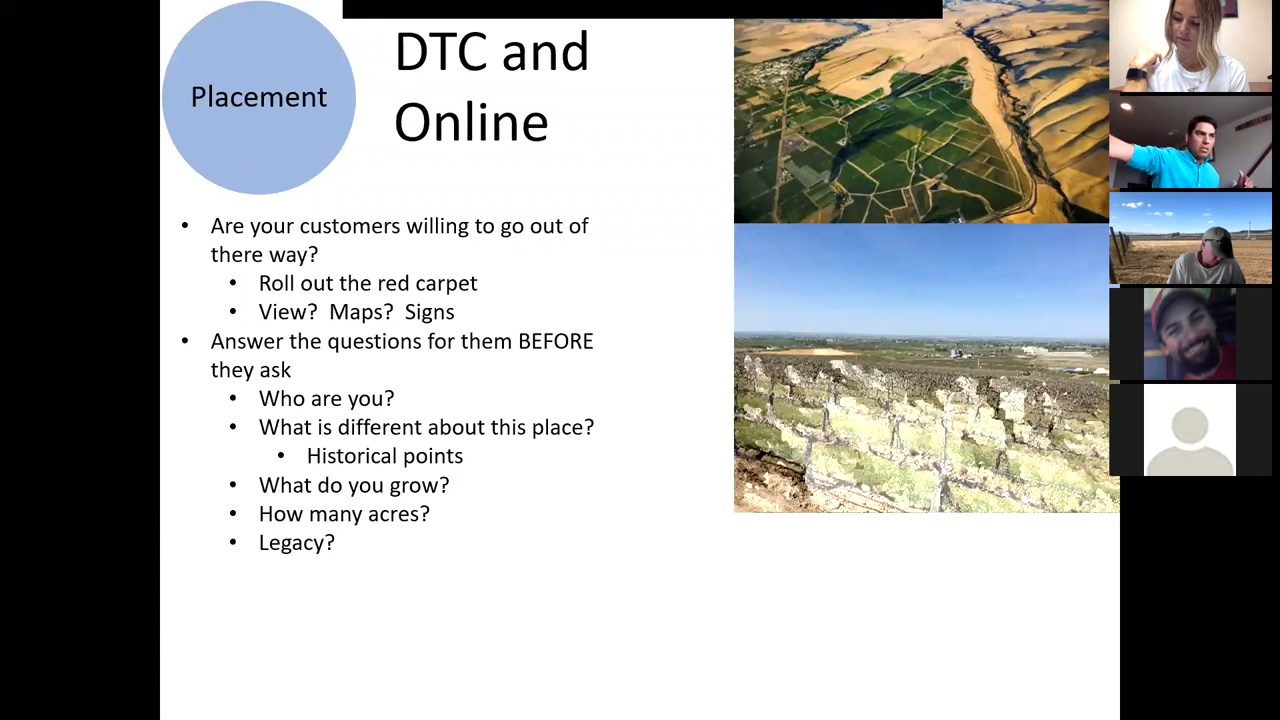 Placement
DTC and
Online
• Are your customers willing to go out of
there way?
• Roll out the red carpet
• View?  Maps?  Signs
• Answer the questions for them BEFORE
they ask
• Who are you?
• What is different about this place?
• Historical points
• What do you grow?
• How many acres?
• Legacy?